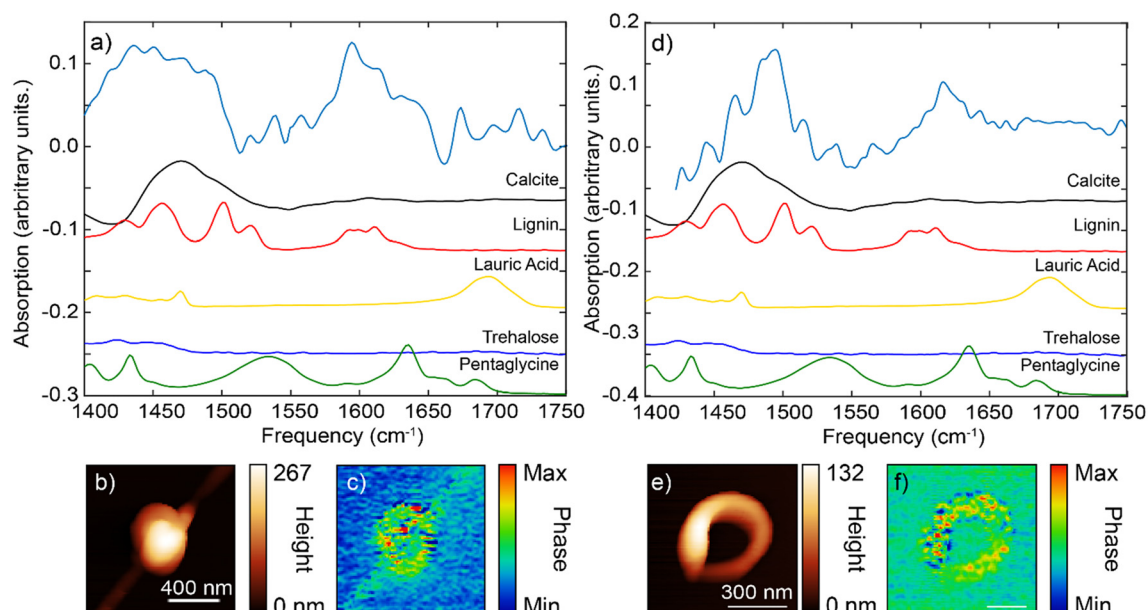 a)
Absorption (arbritrary units.)
0.1
0.0
-0.1
-0.2
-0.3
Calcite
Lignin
Lauric Acid
Trehalose
Pentaglycine
1400 1450 1500 1550 1600 1650 1700 1750
Frequency (cm-1)
d)
Absorption (arbritrary units.)
0.2
0.1
0.0
-0.1
-0.2
-0.3
-0.4
Calcite
Lignin
Lauric Acid
Trehalose
Pentaglycine
1400 1450 1500 1550 1600 1650 1700 1750
Frequency (cm-1)
b)
400 nm
267
Height
0 nm
c)
Max
Phase
Min
e)
300 nm
132
Height
0 nm
f)
Max
Phase
Min